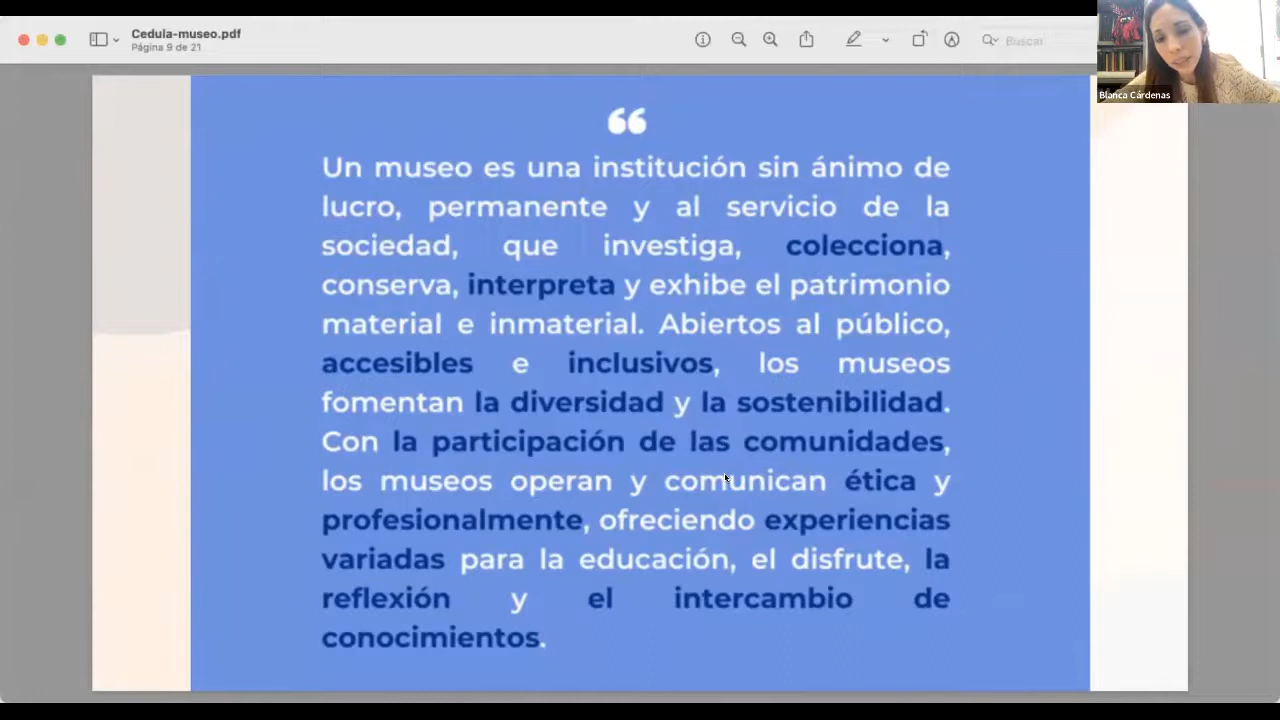 Cedula-museo.pdf
Página 9 de 21
Buscar
Blanca Cárdenas
“
Un museo es una institución sin ánimo de
lucro, permanente y al servicio de la
sociedad, que investiga, colecciona,
conserva, interpreta y exhibe el patrimonio
material e inmaterial. Abiertos al público,
accesibles e inclusivos, los museos
fomentan la diversidad y la sostenibilidad.
Con la participación de las comunidades,
los museos operan y comunican ética y
profesionalmente, ofreciendo experiencias
variadas para la educación, el disfrute, la
reflexión y el intercambio de
conocimientos.